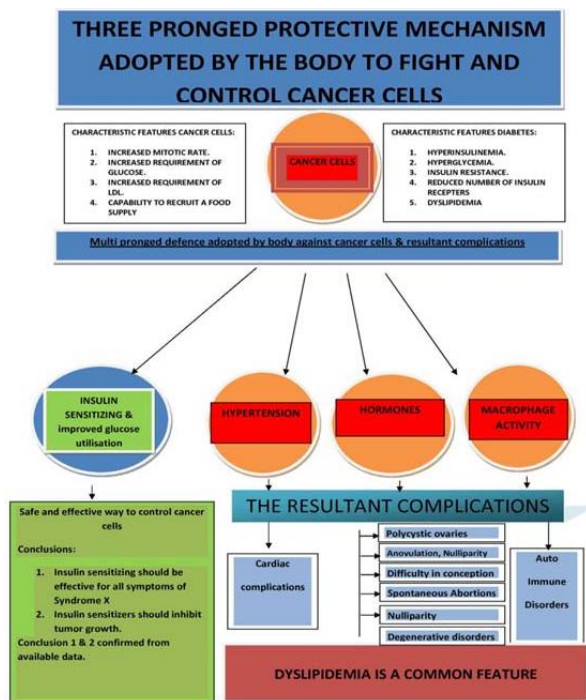 THREE PRONGED PROTECTIVE MECHANISM
ADOPTED BY THE BODY TO FIGHT AND
CONTROL CANCER CELLS
CHARACTERISTIC FEATURES CANCER CELLS:
1. INCREASED MITOTIC RATE.
2. INCREASED REQUIREMENT OF
GLUCOSE.
3. INCREASED REQUIREMENT OF
LDL.
4. CAPABILITY TO RECRUIT A FOOD
SUPPLY
CANCER CELLS
CHARACTERISTIC FEATURES DIABETES:
1. HYPERINSULINEMIA.
2. HYPERGLYCEMIA.
3. INSULIN RESISTANCE.
4. REDUCED NUMBER OF INSULIN
RECEPTERS
5. DYSLIPIDEMIA
Multi pronged defence adopted by body against cancer cells & resultant complications
INSULIN
SENSITIZING &
improved glucose
utilisation
HYPERTENSION
HORMONES
MACROPHAGE
ACTIVITY
Safe and effective way to control cancer
cells
Conclusions:
1. Insulin sensitizing should be
effective for all symptoms of
Syndrome X
2. Insulin sensitizers should inhibit
tumor growth.
Conclusion 1 & 2 confirmed from
available data.
THE RESULTANT COMPLICATIONS
Cardiac
complications
Polycystic ovaries
Anovulation, Nulliparity
Difficulty in conception
Spontaneous Abortions
Nulliparity
Degenerative disorders
Auto
Immune
Disorders
DYSLIPIDEMIA IS A COMMON FEATURE